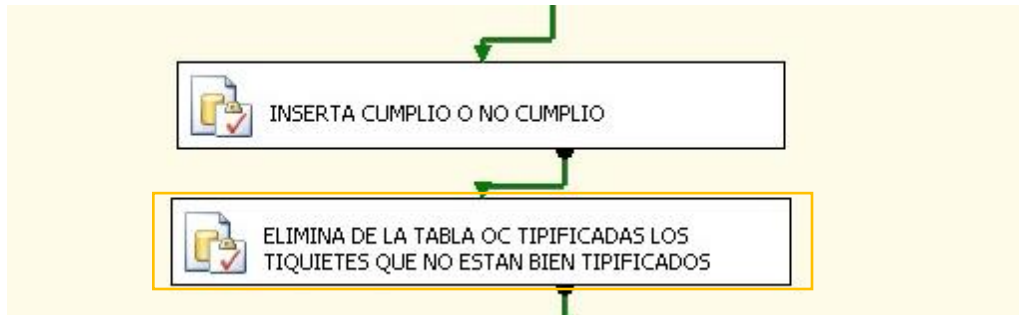 INSERTA CUMPLIO O NO CUMPLIO
ELIMINA DE LA TABLA OC TIPIFICADAS LOS
TIQUIETES QUE NO ESTAN BIEN TIPIFICADOS